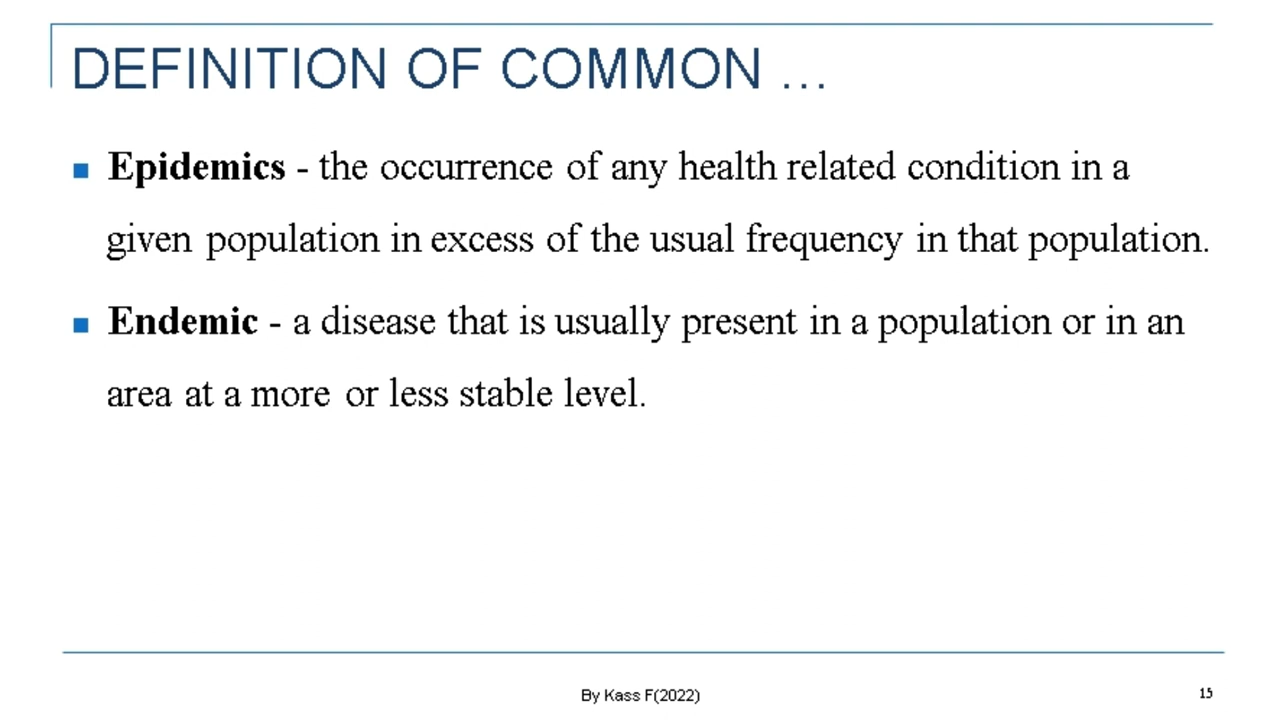 DEFINITION OF COMMON ...
■ Epidemics - the occurrence of any health related condition in a
given population in excess of the usual frequency in that population.
■ Endemic - a disease that is usually present in a population or in an
area at a more or less stable level.
By Kass F(2022)
15